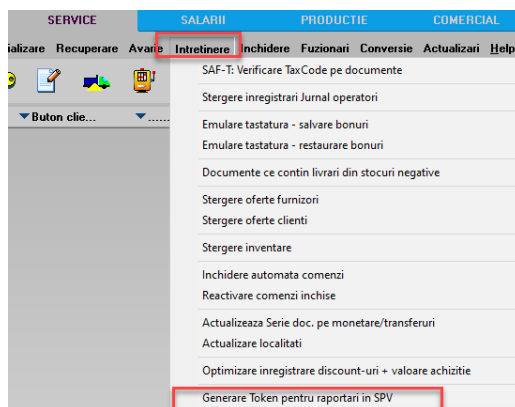 SERVICE SALARII PRODUCTIE COMERCIAL
ializare Recuperare Avarie Intretinere Inchidere Fuzionari Conversie Actualizari Help
SAF-T: Verificare TaxCode pe documente
Stergere inregistrari Jurnal operatori
Buton clie... ......
Emulare tastatura - salvare bonuri
Emulare tastatura - restaurare bonuri
Documente ce contin livrari din stocuri negative
Stergere oferte furnizori
Stergere oferte clienti
Stergere inventare
Inchidere automata comenzi
Reactivare comenzi inchise
Actualizeaza Serie doc. pe monetare/transferuri
Actualizare localitati
Optimizare inregistrare discount-uri + valoare achizitie
Generare Token pentru raportari in SPV